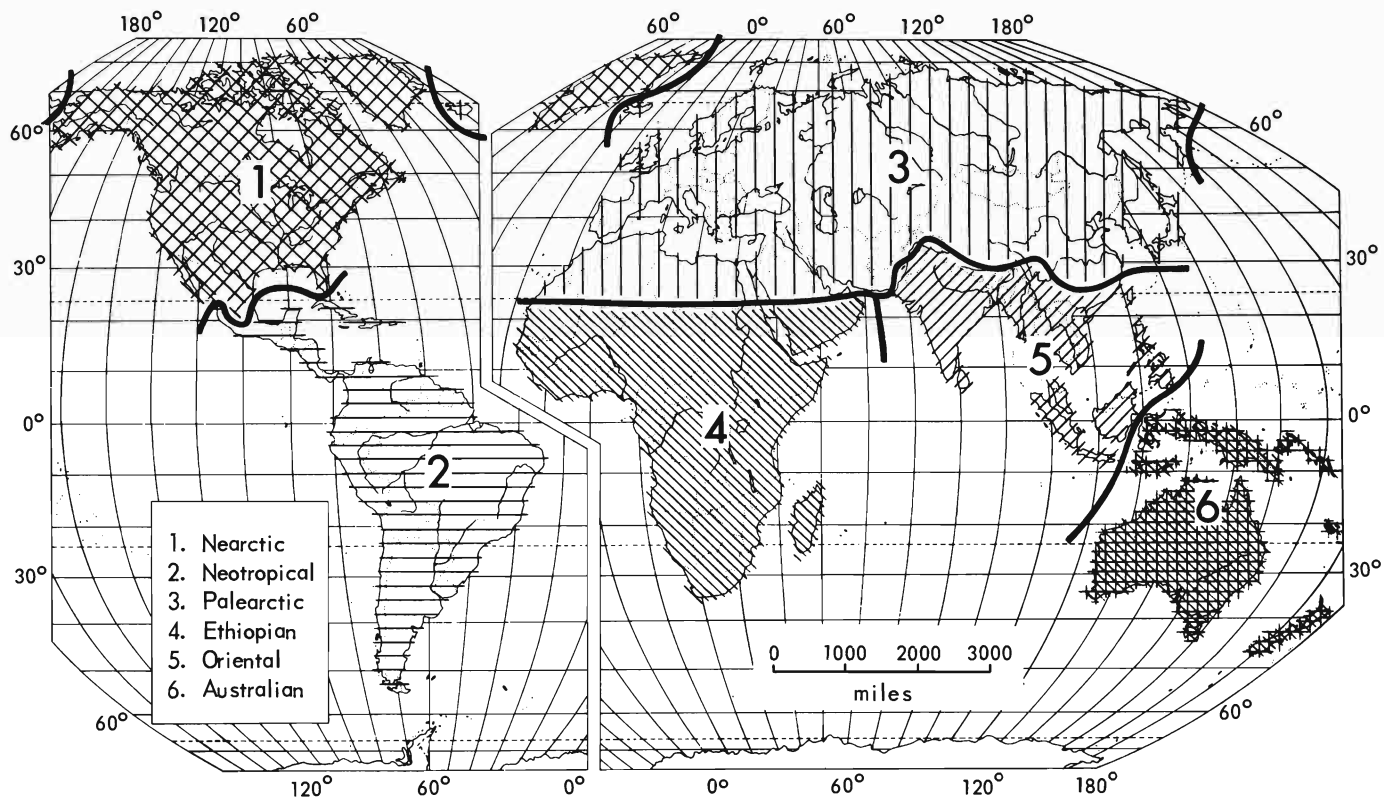 180° 120° 60° 60° 0° 60 120° 180°
60° 60°
30° 30°
0° 0°
30° 30°
60° 60°
120° 60° 0° 0° 60° 120° 180°
1
2
3
4
5
6
1. Nearctic
2. Neotropical
3. Palearctic
4. Ethiopian
5. Oriental
6. Australian
0 1000 2000 3000
miles